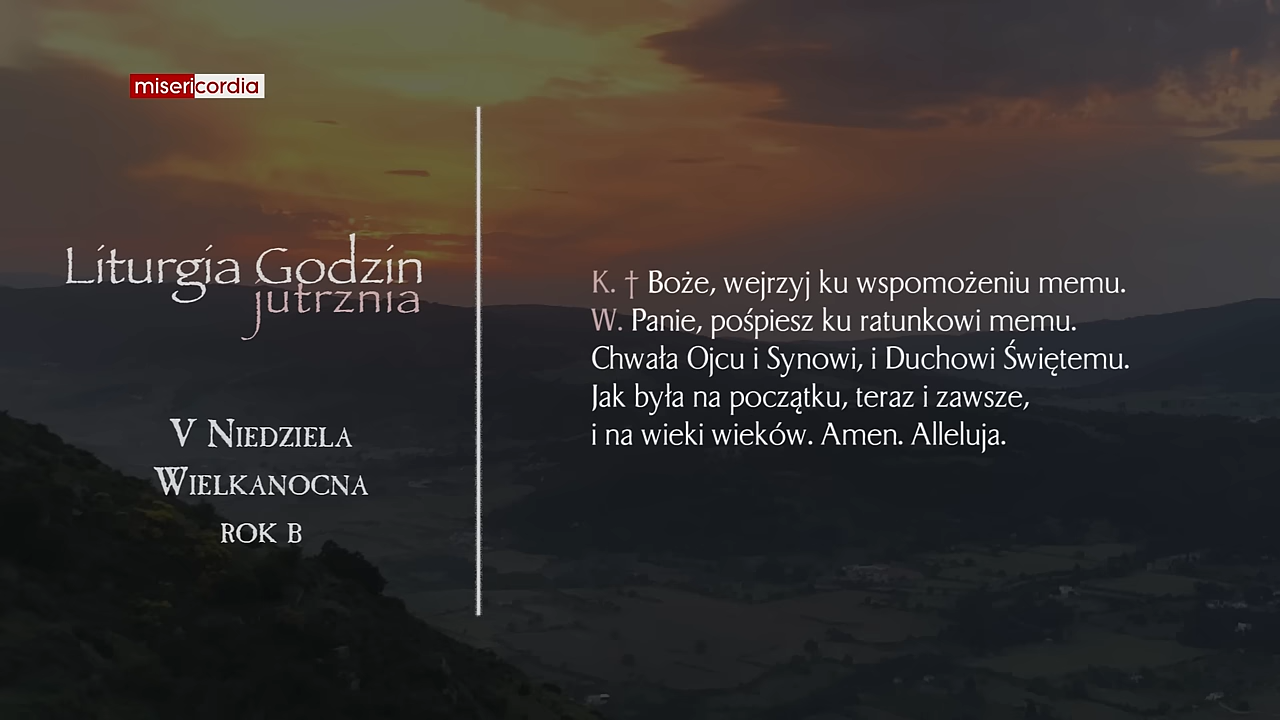 misericordia
Liturgia Godzin
jutrznia
V Niedziela
Wielkanocna
rok B
K. † Boże, wejrzyj ku wspomożeniu memu.
W. Panie, pośpiesz ku ratunkowi memu.
Chwała Ojcu i Synowi, i Duchowi Świętemu.
Jak była na początku, teraz i zawsze,
i na wieki wieków. Amen. Alleluja.